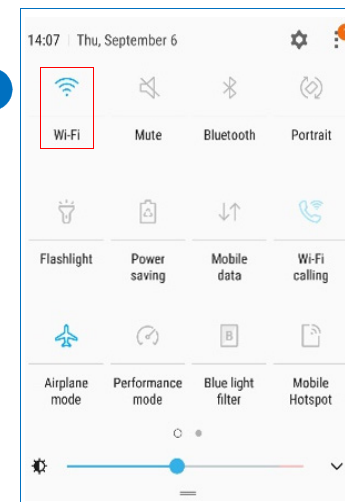 14:07 Thu, September 6
Wi-Fi Mute Bluetooth Portrait
Flashlight Power saving Mobile data Wi-Fi calling
Airplane mode Performance mode Blue light filter Mobile Hotspot
B